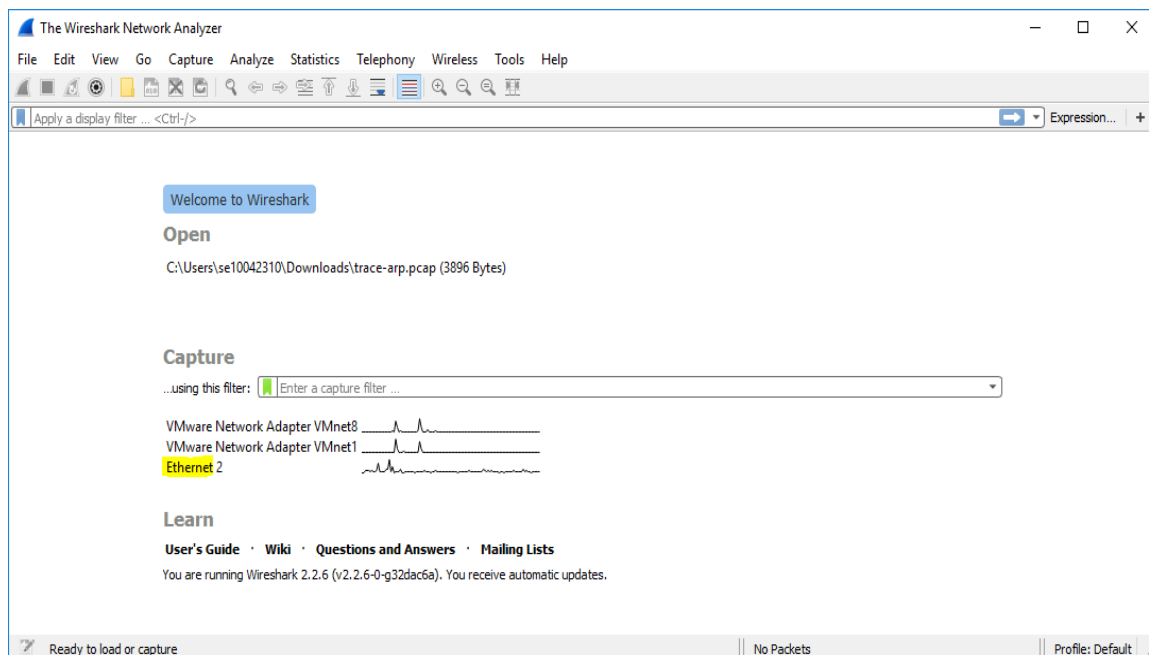 The Wireshark Network Analyzer
File Edit View Go Capture Analyze Statistics Telephony Wireless Tools Help
Apply a display filter ... <Ctrl-/> Expression... +
Welcome to Wireshark
Open
C:\Users\se10042310\Downloads\trace-arp.pcap (3896 Bytes)
Capture
...using this filter: Enter a capture filter ...
VMware Network Adapter VMnet8
VMware Network Adapter VMnet1
Ethernet 2
Learn
User's Guide · Wiki · Questions and Answers · Mailing Lists
You are running Wireshark 2.2.6 (v2.2.6-0-g32dac6a). You receive automatic updates.
Ready to load or capture No Packets Profile: Default